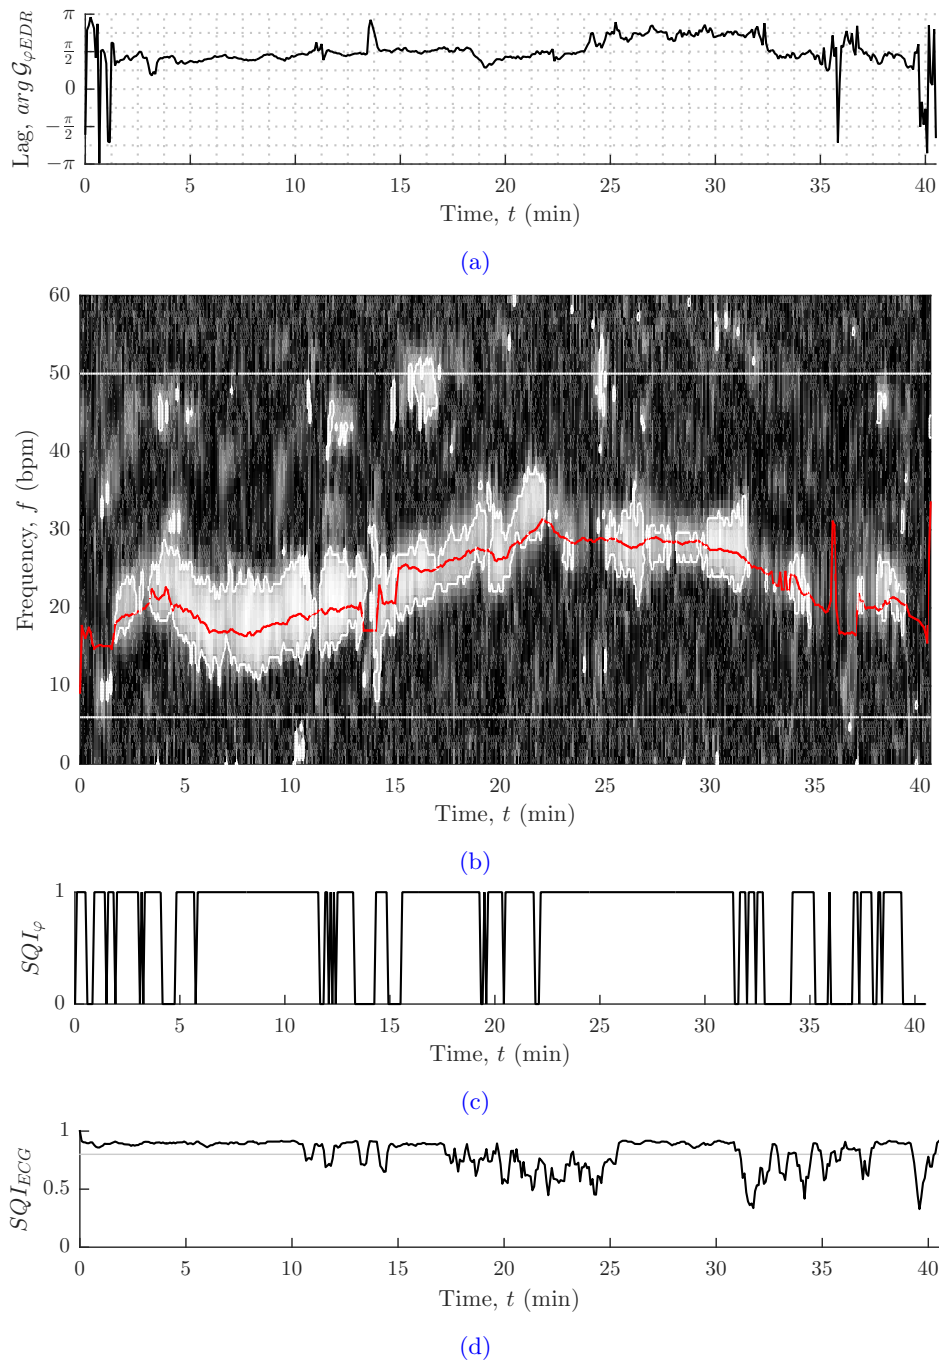 π
π/2
0
−π/2
−π
Lag, arg 𝒢φEDR
0 5 10 15 20 25 30 35 40
Time, t (min)
(a)
60
50
40
30
20
10
0
Frequency, f (bpm)
0 5 10 15 20 25 30 35 40
Time, t (min)
(b)
1
0
SQIφ
0 5 10 15 20 25 30 35 40
Time, t (min)
(c)
1
0.5
0
SQIECG
0 5 10 15 20 25 30 35 40
Time, t (min)
(d)